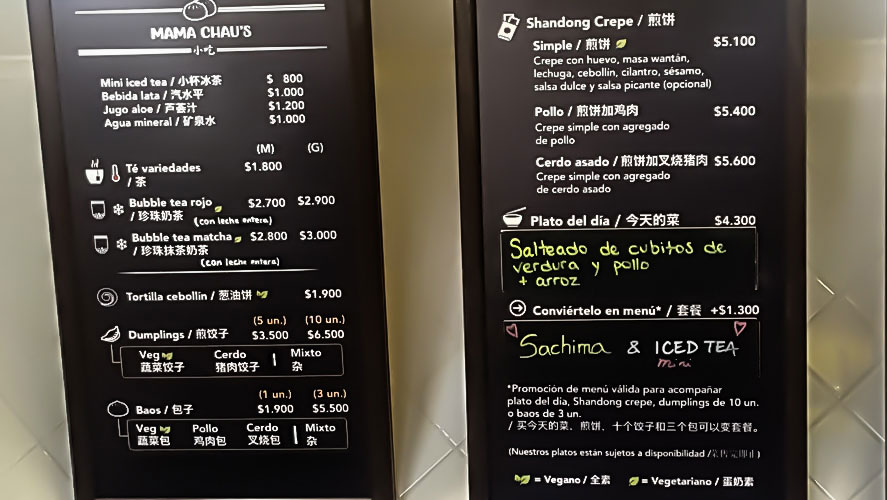 MAMA CHAU'S
小吃
Mini iced tea / 小杯冰茶 $ 800
Bebida lata / 汽水平 $1.000
Jugo aloe / 芦荟汁 $1.200
Agua mineral / 矿泉水 $1.000
(M) (G)
Té variedades $1.800
/ 茶
Bubble tea rojo $2.700 $2.900
/ 珍珠奶茶 (con leche entera)
Bubble tea matcha $2.800 $3.000
/ 珍珠抹茶奶茶
(con leche entera)
Tortilla cebollin / 葱油饼 $1.900
(5 un.) (10 un.)
Dumplings / 煎饺子 $3.500 $6.500
Veg Cerdo Mixto
蔬菜饺子 猪肉饺子 杂
(1 un.) (3 un.)
Baos / 包子 $1.900 $5.500
Veg Pollo Cerdo Mixto
蔬菜包 鸡肉包 叉烧包 杂
Shandong Crepe / 煎饼
Simple / 煎饼 $5.100
Crepe con huevo, masa wantán,
lechuga, cebollín, cilantro, sésamo,
salsa dulce y salsa picante (opcional)
Pollo / 煎饼加鸡肉 $5.400
Crepe simple con agregado
de pollo
Cerdo asado / 煎饼加叉烧猪肉 $5.600
Crepe simple con agregado
de cerdo asado
Plato del día / 今天的菜 $4.300
Salteado de cubitos de
verdura y pollo
+ arroz
Conviértelo en menú* / 套餐 +$1.300
Sachima & ICED TEA
mini
*Promoción de menú válida para acompañar
plato del día, Shandong crepe, dumplings de 10 un.
o baos de 3 un.
/ 买今天的菜、煎饼、十个饺子和三个包可以变套餐。
(Nuestros platos están sujetos a disponibilidad /
= Vegano / 全素 = Vegetariano / 蛋奶素